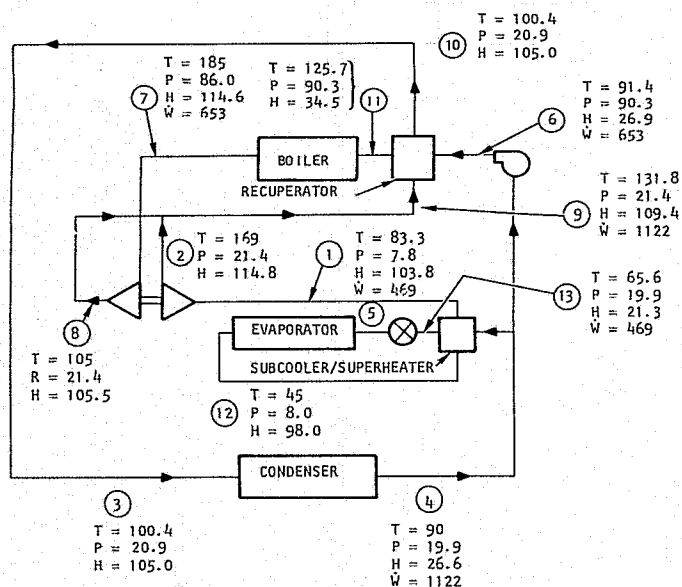 10
T = 100.4
P = 20.9
H = 105.0
T = 185
P = 86.0
H = 114.6
Ẇ = 653
7
T = 125.7
P = 90.3
H = 34.5
11
T = 91.4
P = 90.3
H = 26.9
Ẇ = 653
6
BOILER
RECUPERATOR
T = 131.8
P = 21.4
H = 109.4
Ẇ = 1122
9
2
T = 169
P = 21.4
H = 114.8
1
T = 83.3
P = 7.8
H = 103.8
Ẇ = 469
T = 65.6
P = 19.9
H = 21.3
Ẇ = 469
13
8
T = 105
R = 21.4
H = 105.5
EVAPORATOR
5
SUBCOOLER/SUPERHEATER
12
T = 45
P = 8.0
H = 98.0
CONDENSER
3
T = 100.4
P = 20.9
H = 105.0
4
T = 90
P = 19.9
H = 26.6
Ẇ = 1122